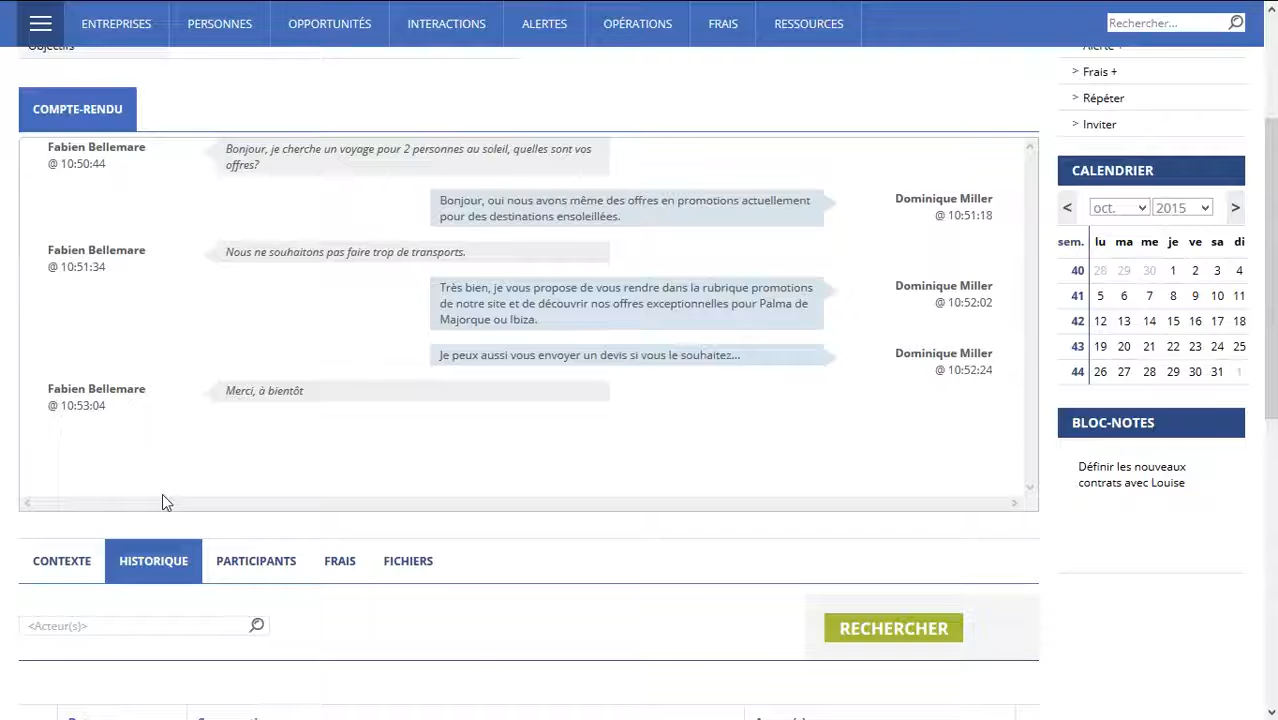 ENTREPRISES PERSONNES OPPORTUNITÉS INTERACTIONS ALERTES OPÉRATIONS FRAIS RESSOURCES Rechercher...
Objectifs
Alerte +
> Frais +
> Répéter
> Inviter
COMPTE-RENDU
Fabien Bellemare
@ 10:50:44
Bonjour, je cherche un voyage pour 2 personnes au soleil, quelles sont vos
offres?
Bonjour, oui nous avons même des offres en promotions actuellement
pour des destinations ensoleillées.
Dominique Miller
@ 10:51:18
Fabien Bellemare
@ 10:51:34
Nous ne souhaitons pas faire trop de transports.
Très bien, je vous propose de vous rendre dans la rubrique promotions
de notre site et de découvrir nos offres exceptionnelles pour Palma de
Majorque ou Ibiza.
Dominique Miller
@ 10:52:02
Je peux aussi vous envoyer un devis si vous le souhaitez...
Dominique Miller
@ 10:52:24
Fabien Bellemare
@ 10:53:04
Merci, à bientôt
CALENDRIER
< oct. 2015 >
sem. lu ma me je ve sa di
40 28 29 30 1 2 3 4
41 5 6 7 8 9 10 11
42 12 13 14 15 16 17 18
43 19 20 21 22 23 24 25
44 26 27 28 29 30 31 1
BLOC-NOTES
Définir les nouveaux
contrats avec Louise
CONTEXTE HISTORIQUE PARTICIPANTS FRAIS FICHIERS
<Acteur(s)>
RECHERCHER